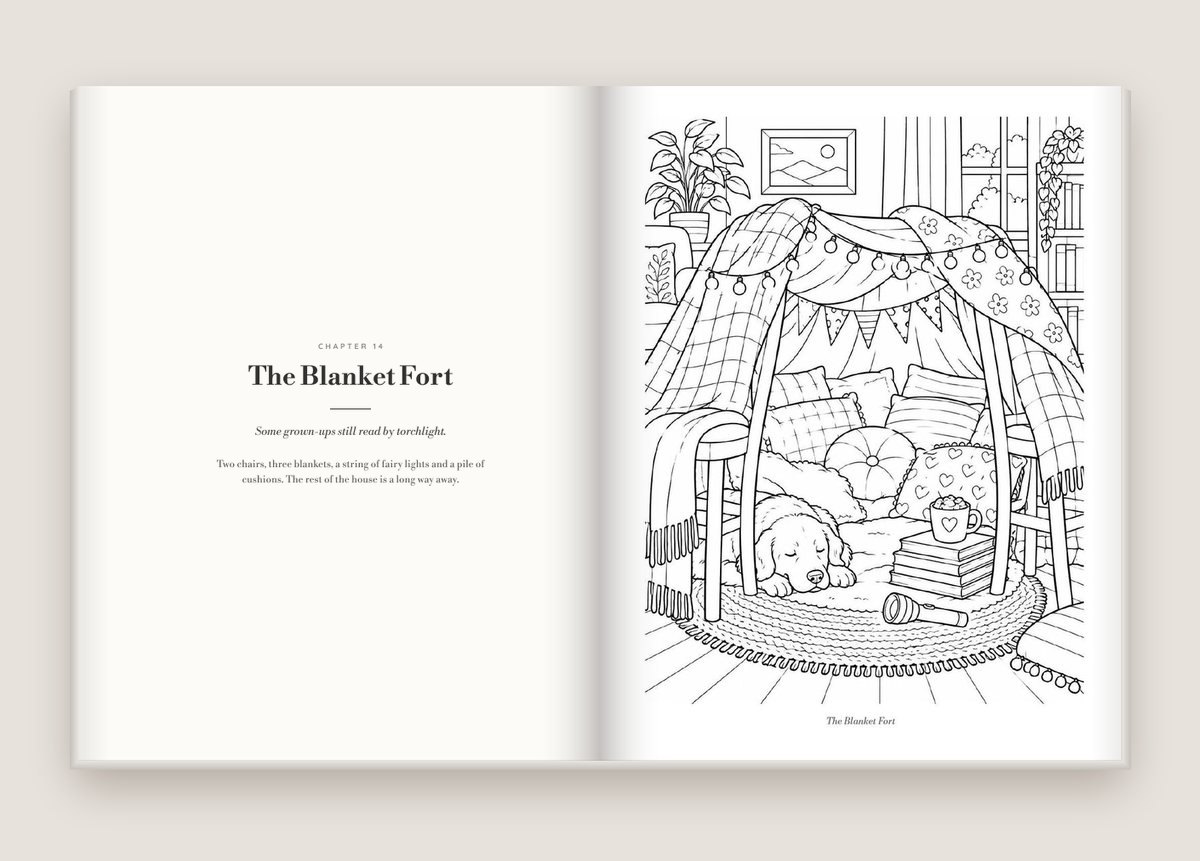 CHAPTER 14
The Blanket Fort
Some grown-ups still read by torchlight.
Two chairs, three blankets, a string of fairy lights and a pile of
cushions. The rest of the house is a long way away.
The Blanket Fort